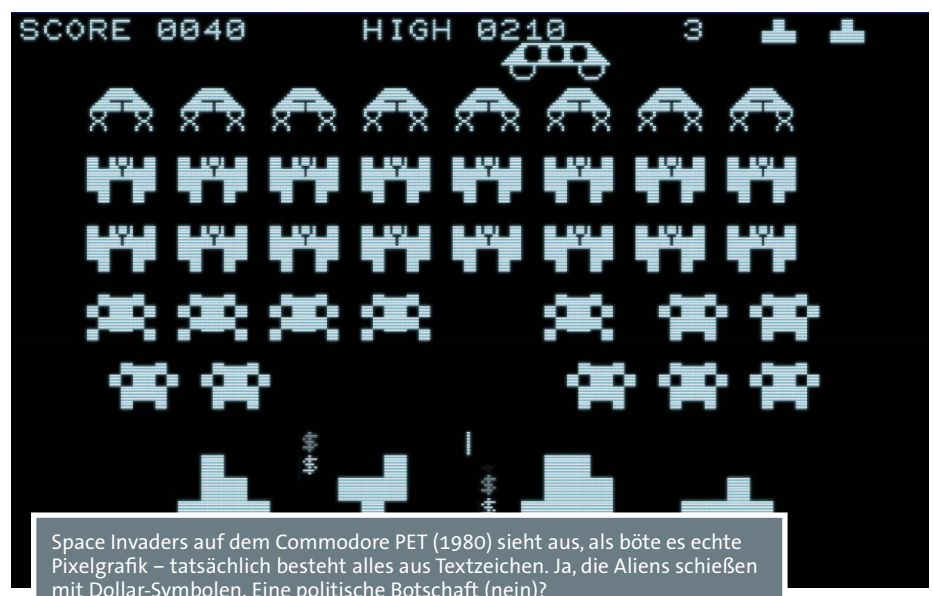 SCORE 0040 HIGH 0210 3
Space Invaders auf dem Commodore PET (1980) sieht aus, als böte es echte
Pixelgrafik – tatsächlich besteht alles aus Textzeichen. Ja, die Aliens schießen
mit Dollar-Symbolen. Eine politische Botschaft (nein)?